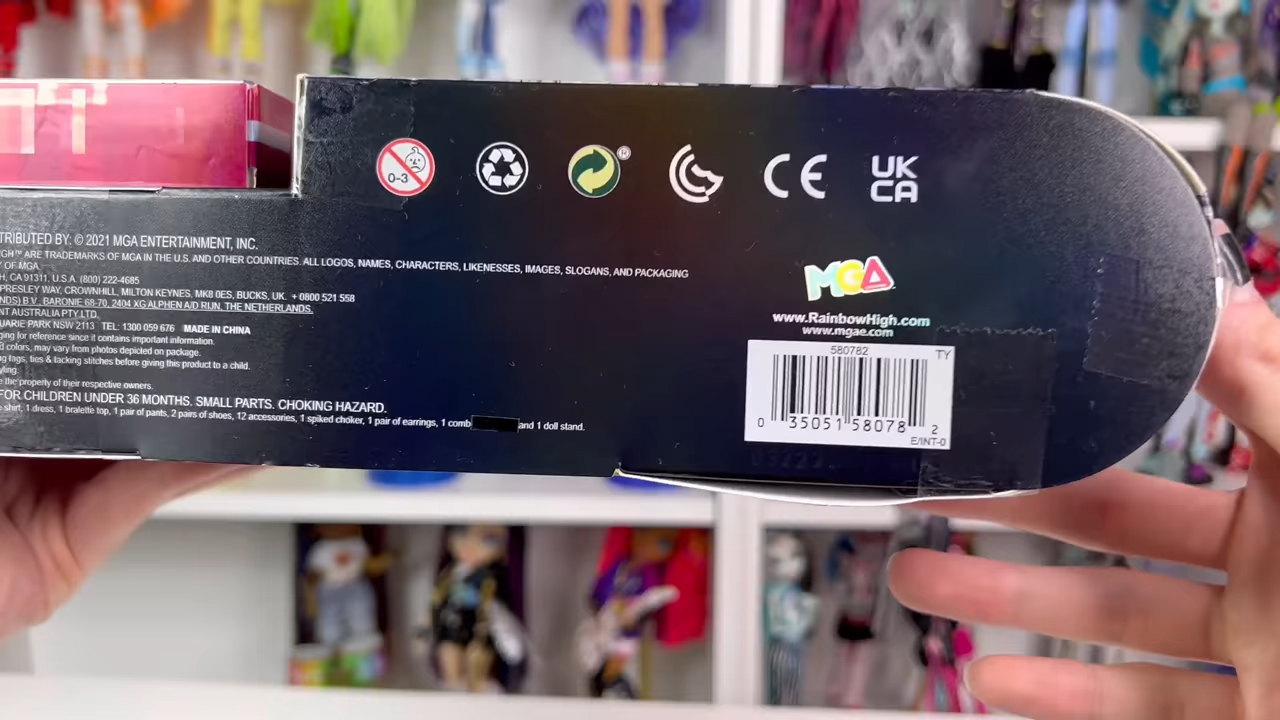 0-3
®
CE
UK
CA
TRIBUTED BY: © 2021 MGA ENTERTAINMENT, INC.
GH™ ARE TRADEMARKS OF MGA IN THE U.S. AND OTHER COUNTRIES. ALL LOGOS, NAMES, CHARACTERS, LIKENESSES, IMAGES, SLOGANS, AND PACKAGING
Y OF MGA.
H, CA 91311, U.S.A. (800) 222-4685
PRESLEY WAY, CROWNHILL, MILTON KEYNES, MK8 0ES, BUCKS, UK. + 0800 521 558
NDS) B.V., BARONIE 68-70, 2404 XG ALPHEN A/D RIJN, THE NETHERLANDS.
NT AUSTRALIA PTY LTD.
UARIE PARK NSW 2113 TEL: 1300 059 676 MADE IN CHINA
ging for reference since it contains important information.
d colors, may vary from photos depicted on package.
ng tags, ties & tacking stitches before giving this product to a child.
yling.
e the property of their respective owners.
FOR CHILDREN UNDER 36 MONTHS. SMALL PARTS. CHOKING HAZARD.
e shirt, 1 dress, 1 bralette top, 1 pair of pants, 2 pairs of shoes, 12 accessories, 1 spiked choker, 1 pair of earrings, 1 comb and 1 doll stand.
MGA
www.RainbowHigh.com
www.mgae.com
580782 TY
0 35051 58078 2
E/INT-0